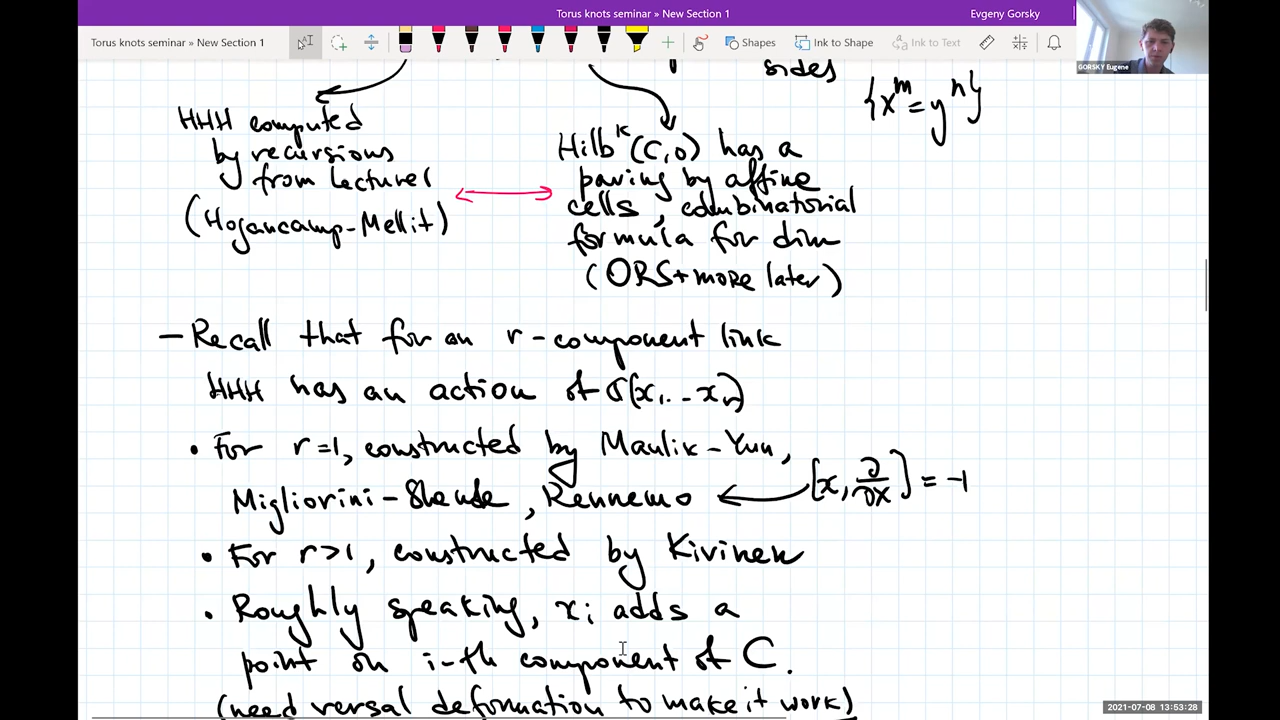 Torus knots seminar » New Section 1
Evgeny Gorsky
Torus knots seminar » New Section 1
Shapes
Ink to Shape
Ink to Text
GORSKY Eugene
sides
{x^m = y^n}
HHH computed
by recursions
from lecture 1
(Hogancamp-Mellit)
Hilb^k(C,0) has a
paving by affine
cells, combinatorial
formula for dim
(ORS + more later)
- Recall that for an r-component link
HHH has an action of ℂ[x₁...xᵣ]
• For r=1, constructed by Maulik-Yun,
Migliorini-Shende, Rennemo
[x, ∂/∂x] = -1
• For r>1, constructed by Kivinen
• Roughly speaking, xᵢ adds a
point on i-th component of C.
(need versal deformation to make it work)
2021-07-08 13:53:28